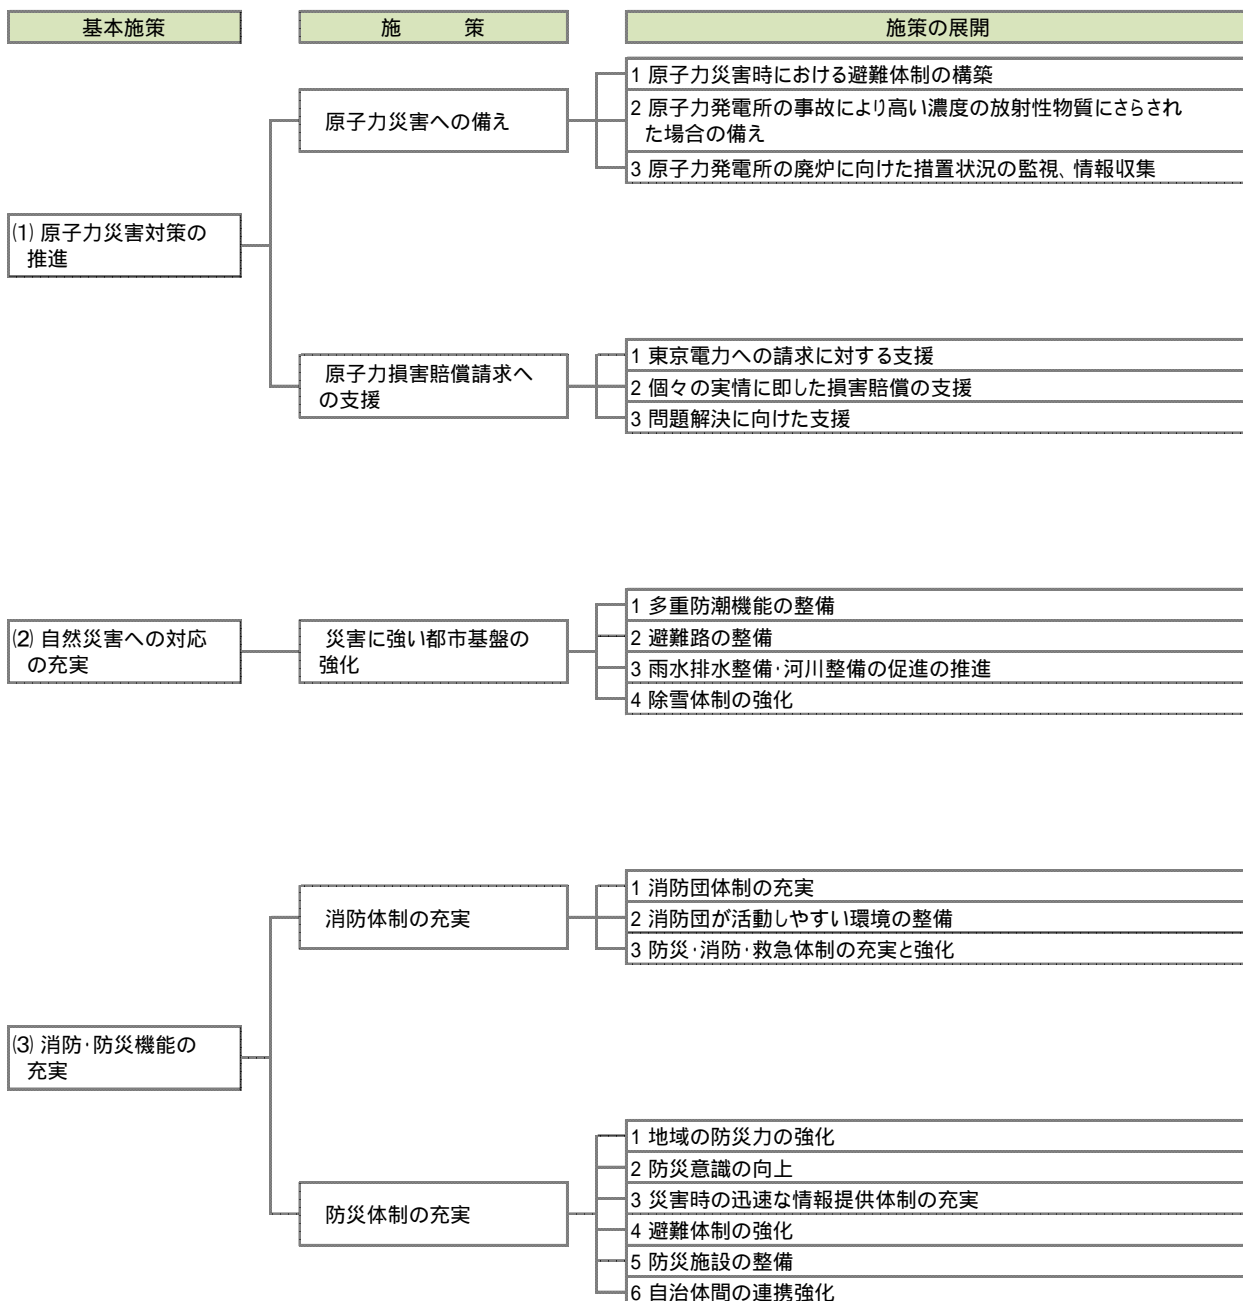 基本施策
施 策
施策の展開
1 原子力災害時における避難体制の構築
原子力災害への備え
2 原子力発電所の事故により高い濃度の放射性物質にさらされ
た場合の備え
3 原子力発電所の廃炉に向けた措置状況の監視、情報収集
(1) 原子力災害対策の
推進
1 東京電力への請求に対する支援
原子力損害賠償請求へ
の支援
2 個々の実情に即した損害賠償の支援
3 問題解決に向けた支援
1 多重防潮機能の整備
(2) 自然災害への対応
の充実
災害に強い都市基盤の
強化
2 避難路の整備
3 雨水排水整備・河川整備の促進の推進
4 除雪体制の強化
1 消防団体制の充実
消防体制の充実
2 消防団が活動しやすい環境の整備
3 防災・消防・救急体制の充実と強化
(3) 消防・防災機能の
充実
1 地域の防災力の強化
2 防災意識の向上
3 災害時の迅速な情報提供体制の充実
防災体制の充実
4 避難体制の強化
5 防災施設の整備
6 自治体間の連携強化